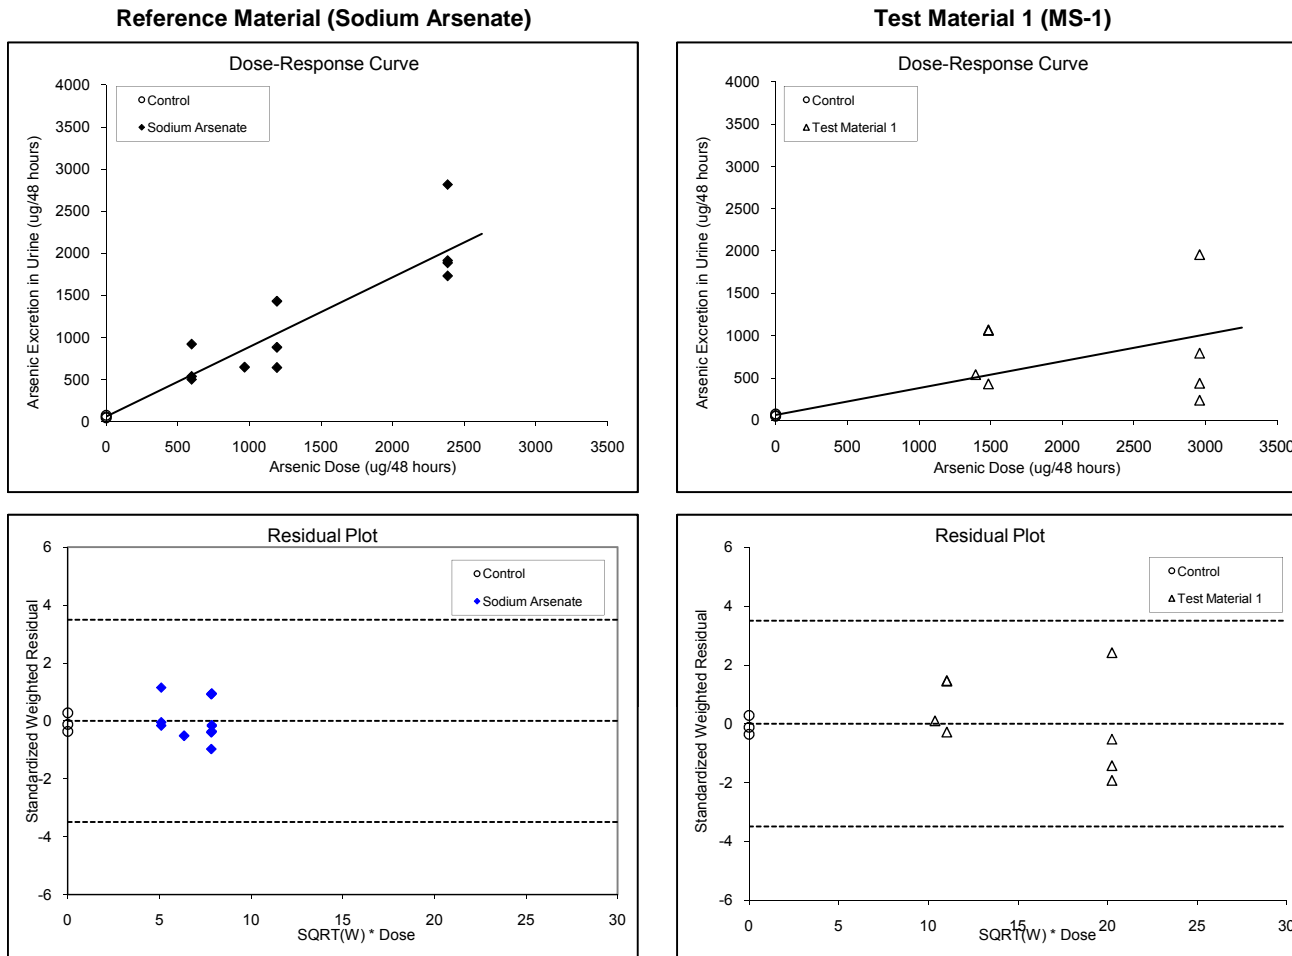 Reference Material (Sodium Arsenate)
Dose-Response Curve
Control
Sodium Arsenate
Arsenic Excretion in Urine (ug/48 hours)
4000
3500
3000
2500
2000
1500
1000
500
0
0 500 1000 1500 2000 2500 3000 3500
Arsenic Dose (ug/48 hours)
Test Material 1 (MS-1)
Dose-Response Curve
Control
Test Material 1
Arsenic Excretion in Urine (ug/48 hours)
4000
3500
3000
2500
2000
1500
1000
500
0
0 500 1000 1500 2000 2500 3000 3500
Arsenic Dose (ug/48 hours)
Residual Plot
Control
Sodium Arsenate
Standardized Weighted Residual
6
4
2
0
-2
-4
-6
0 5 10 15 20 25 30
SQRT(W) * Dose
Residual Plot
Control
Test Material 1
Standardized Weighted Residual
6
4
2
0
-2
-4
-6
0 5 10 15 20 25 30
SQRT(W) * Dose